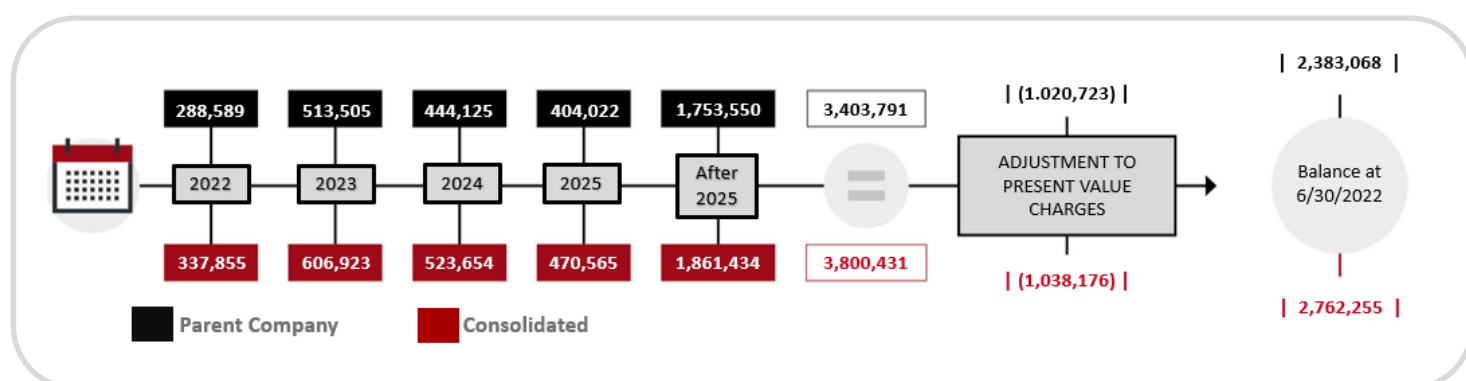 | 2,383,068 |
288,589 513,505 444,125 404,022 1,753,550 3,403,791 | (1.020,723) |
2022 2023 2024 2025 After
2025
ADJUSTMENT TO
PRESENT VALUE
CHARGES
Balance at
6/30/2022
337,855 606,923 523,654 470,565 1,861,434 3,800,431 | (1,038,176) |
| 2,762,255 |
Parent Company Consolidated